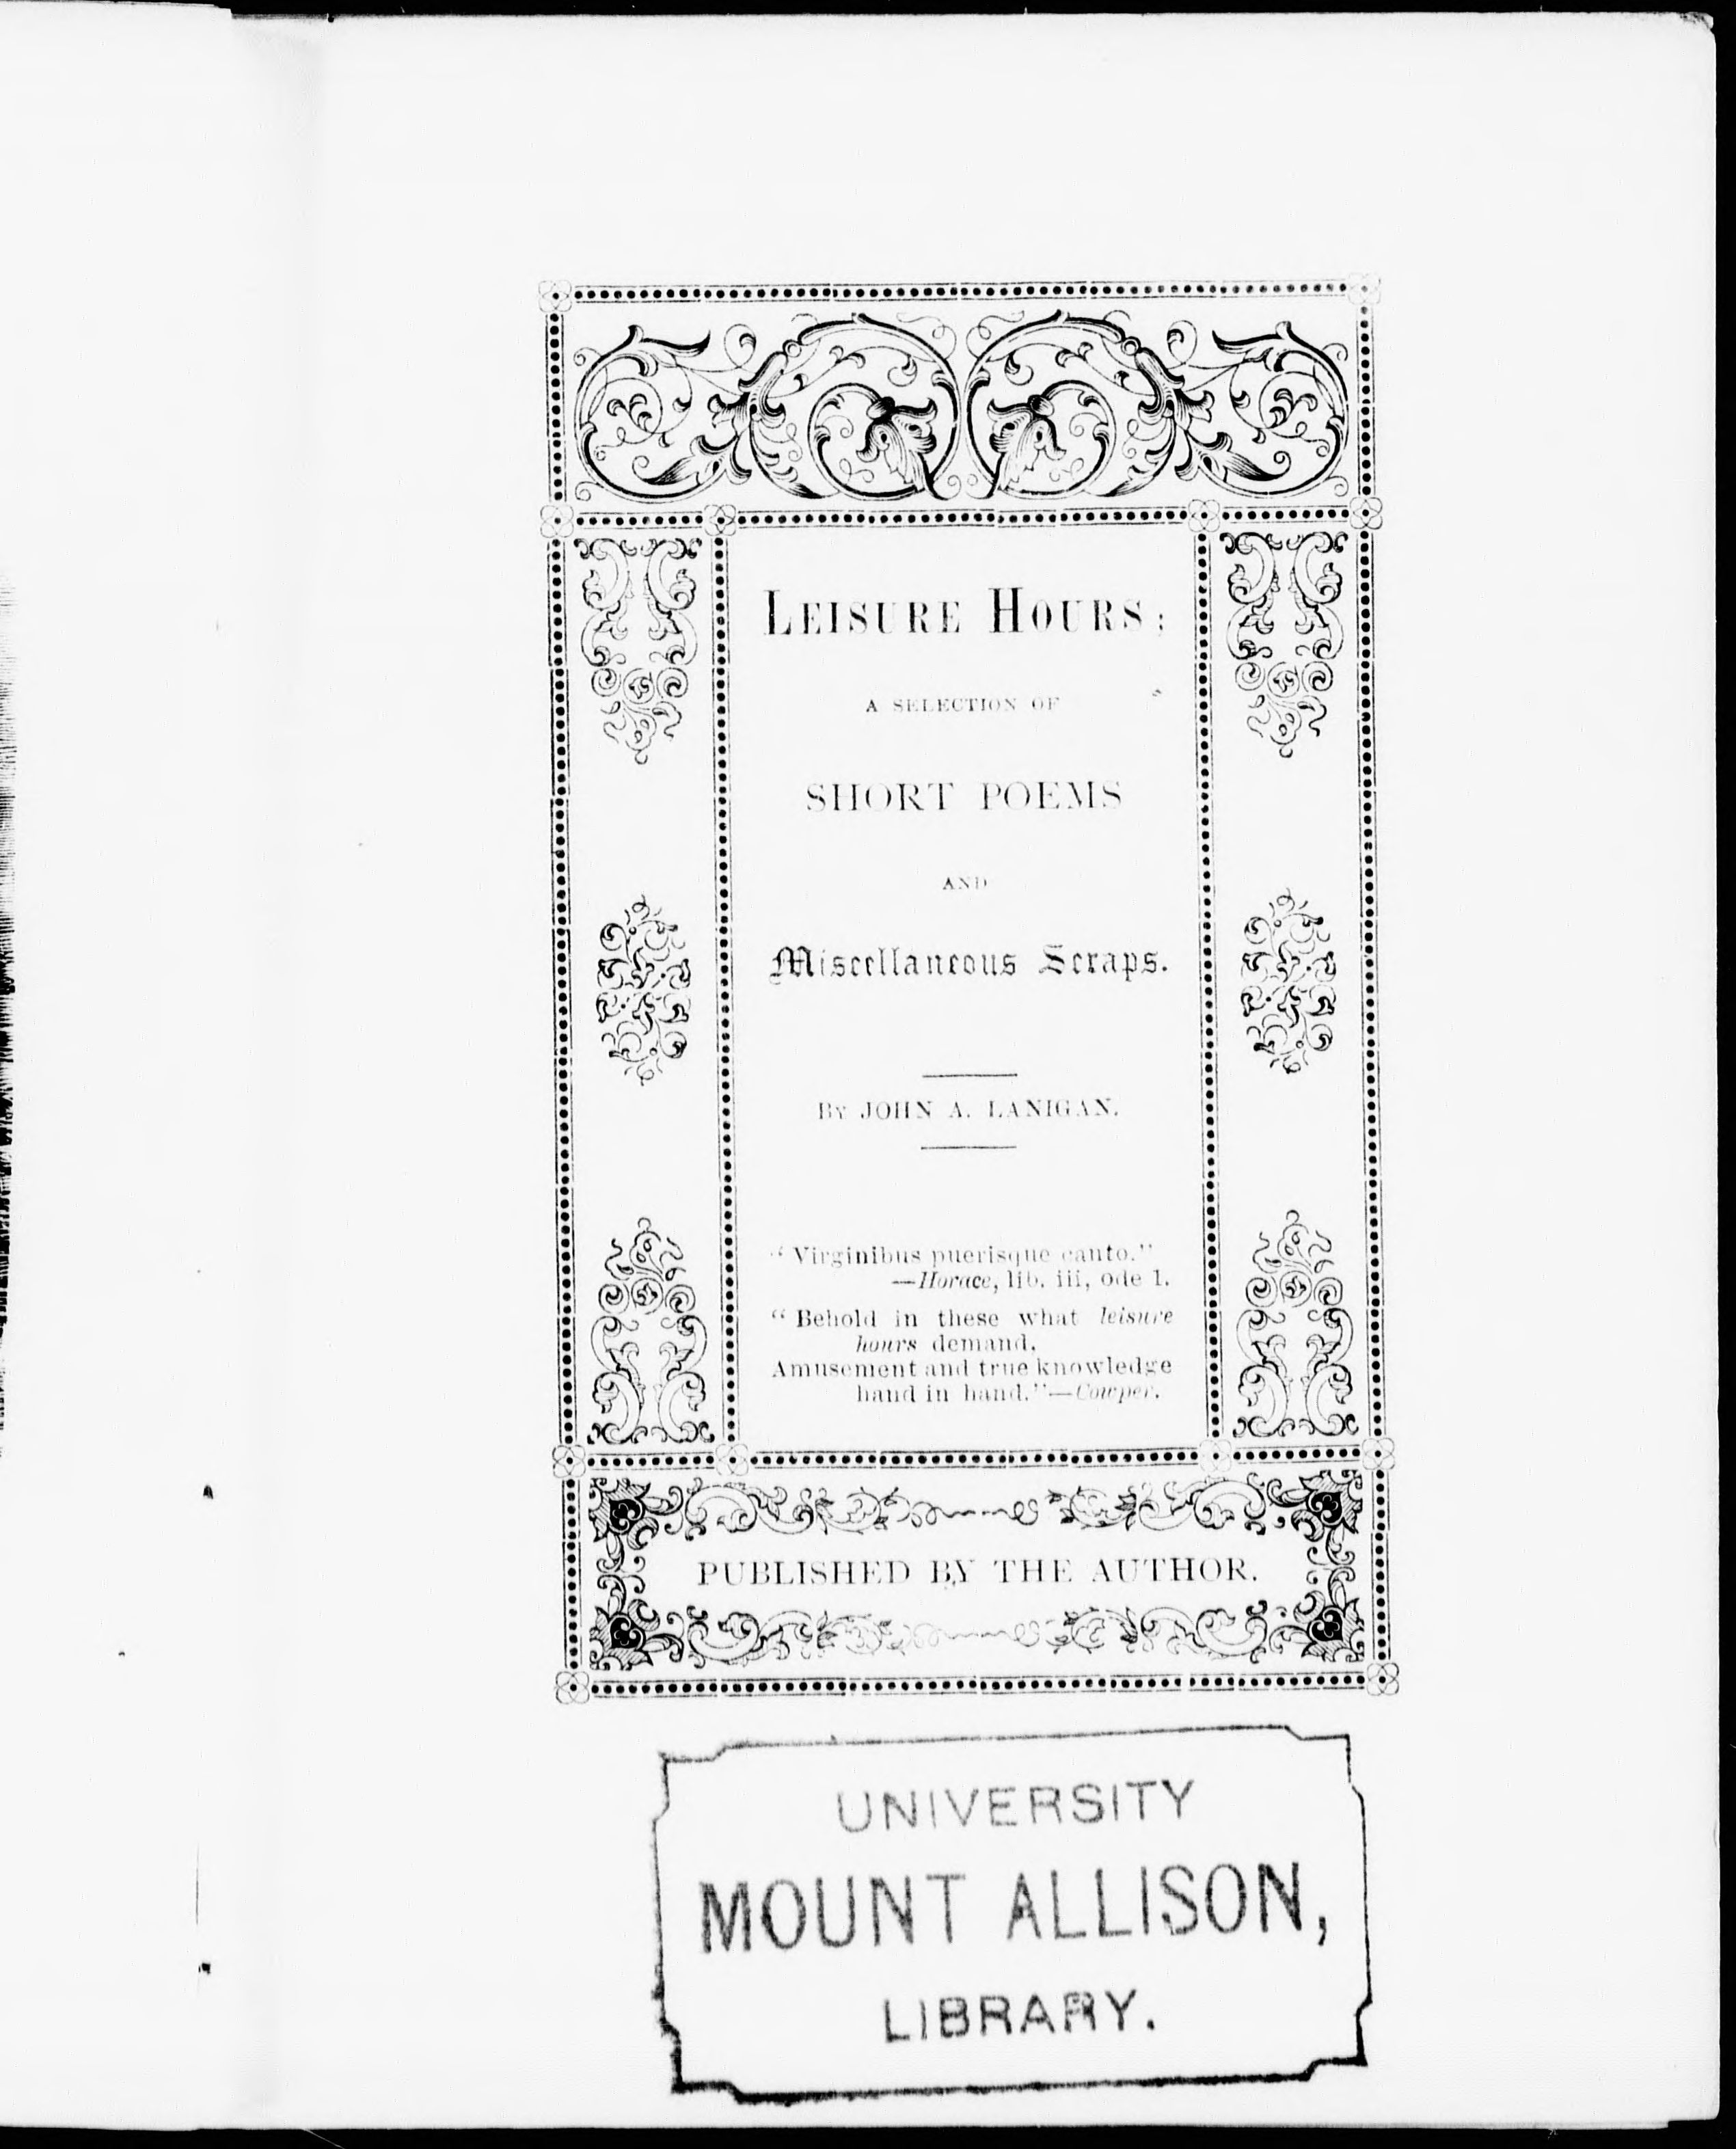 LEISURE HOURS;
A SELECTION OF
SHORT POEMS
AND
Miscellaneous Scraps.
BY JOHN A. LANIGAN.
“Virginibus puerisque canto.”
—Horace, lib. iii, ode 1.
“Behold in these what leisure
hours demand,
Amusement and true knowledge
hand in hand.”—Cowper.
PUBLISHED BY THE AUTHOR.
UNIVERSITY
MOUNT ALLISON,
LIBRARY.